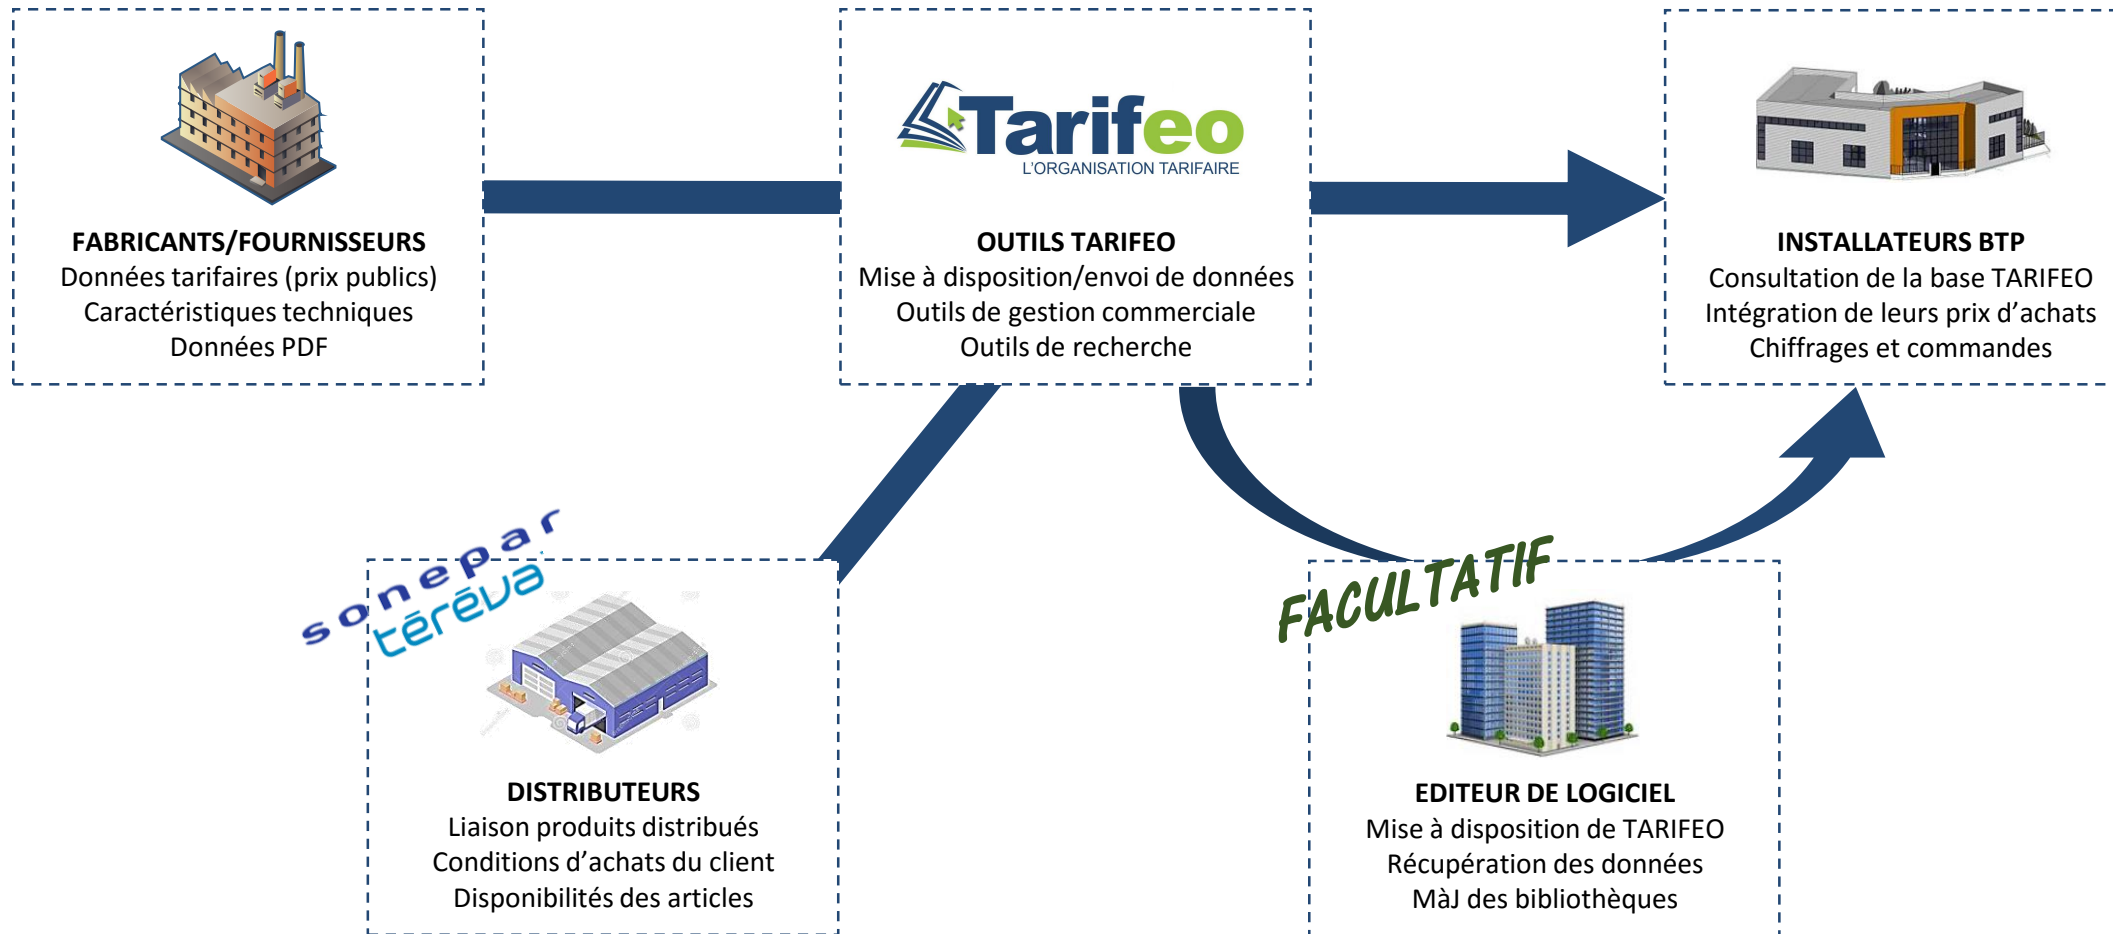 Tarifeo
L'ORGANISATION TARIFAIRE
FABRICANTS/FOURNISSEURS
Données tarifaires (prix publics)
Caractéristiques techniques
Données PDF
OUTILS TARIFEO
Mise à disposition/envoi de données
Outils de gestion commerciale
Outils de recherche
INSTALLATEURS BTP
Consultation de la base TARIFEO
Intégration de leurs prix d’achats
Chiffrages et commandes
sonepar
téréva
DISTRIBUTEURS
Liaison produits distribués
Conditions d’achats du client
Disponibilités des articles
FACULTATIF
EDITEUR DE LOGICIEL
Mise à disposition de TARIFEO
Récupération des données
MàJ des bibliothèques